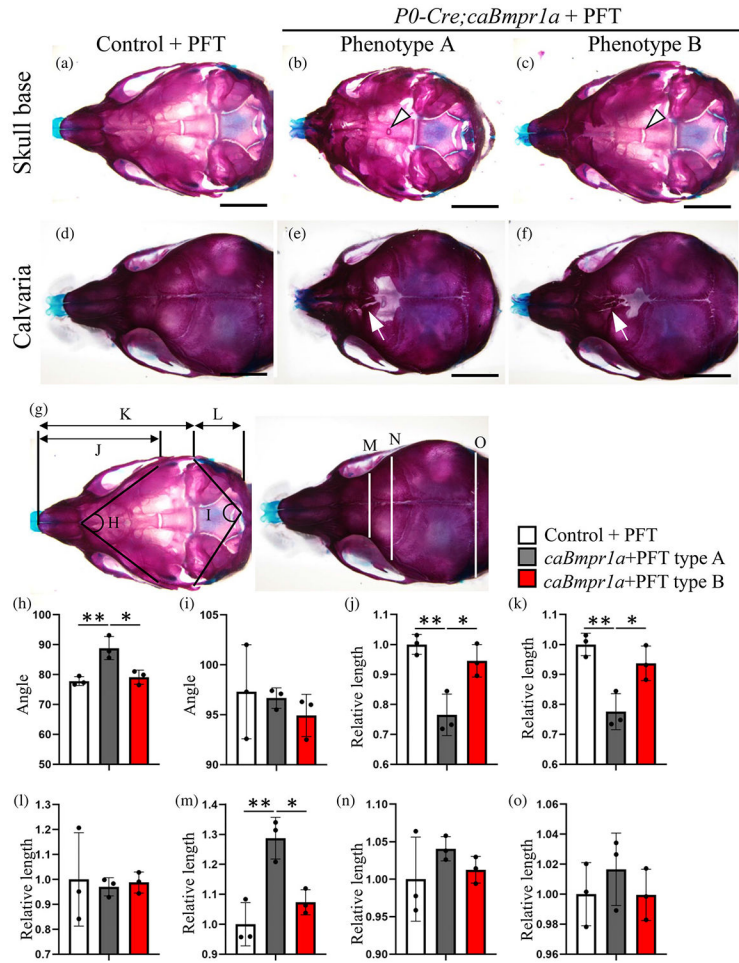 P0-Cre;caBmpr1a + PFT
Control + PFT
Phenotype A
Phenotype B
Skull base
(a)
(b)
(c)
Calvaria
(d)
(e)
(f)
(g)
K
L
J
H
I
M
N
O
Control + PFT
caBmpr1a+PFT type A
caBmpr1a+PFT type B
(h)
Angle
100
90
80
70
60
50
** *
(i)
Angle
105
100
95
90
(j)
Relative length
1.1
1.0
0.9
0.8
0.7
0.6
0.5
** *
(k)
Relative length
1.1
1.0
0.9
0.8
0.7
0.6
0.5
** *
(l)
Relative length
1.3
1.2
1.1
1.0
0.9
0.8
0.7
(m)
Relative length
1.4
1.3
1.2
1.1
1.0
0.9
** *
(n)
Relative length
1.10
1.05
1.00
0.95
0.90
(o)
Relative length
1.06
1.04
1.02
1.00
0.98
0.96